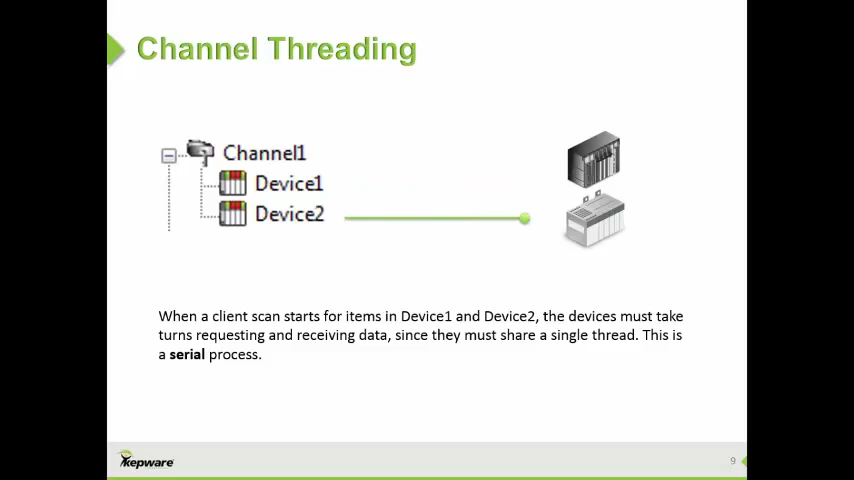 Channel Threading
Channel1
Device1
Device2
When a client scan starts for items in Device1 and Device2, the devices must take
turns requesting and receiving data, since they must share a single thread. This is
a serial process.
kepware
9